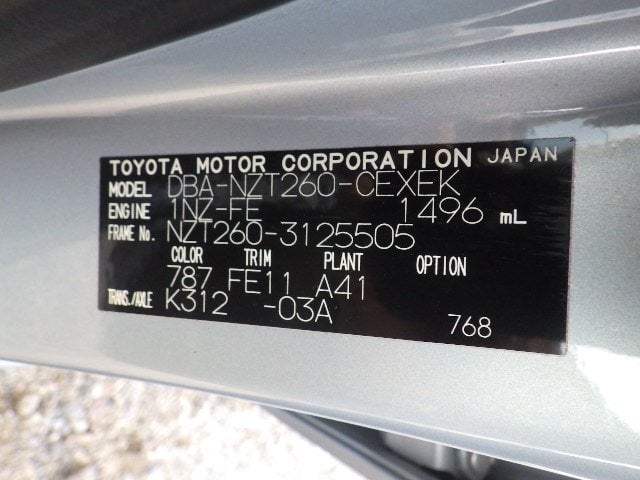 TOYOTA MOTOR CORPORATION JAPAN
MODEL DBA-NZT260-CEXEK
ENGINE 1NZ-FE 1496 mL
FRAME No. NZT260-3125505
COLOR TRIM PLANT OPTION
787 FE11 A41
TRANS./AXLE K312 -03A
768